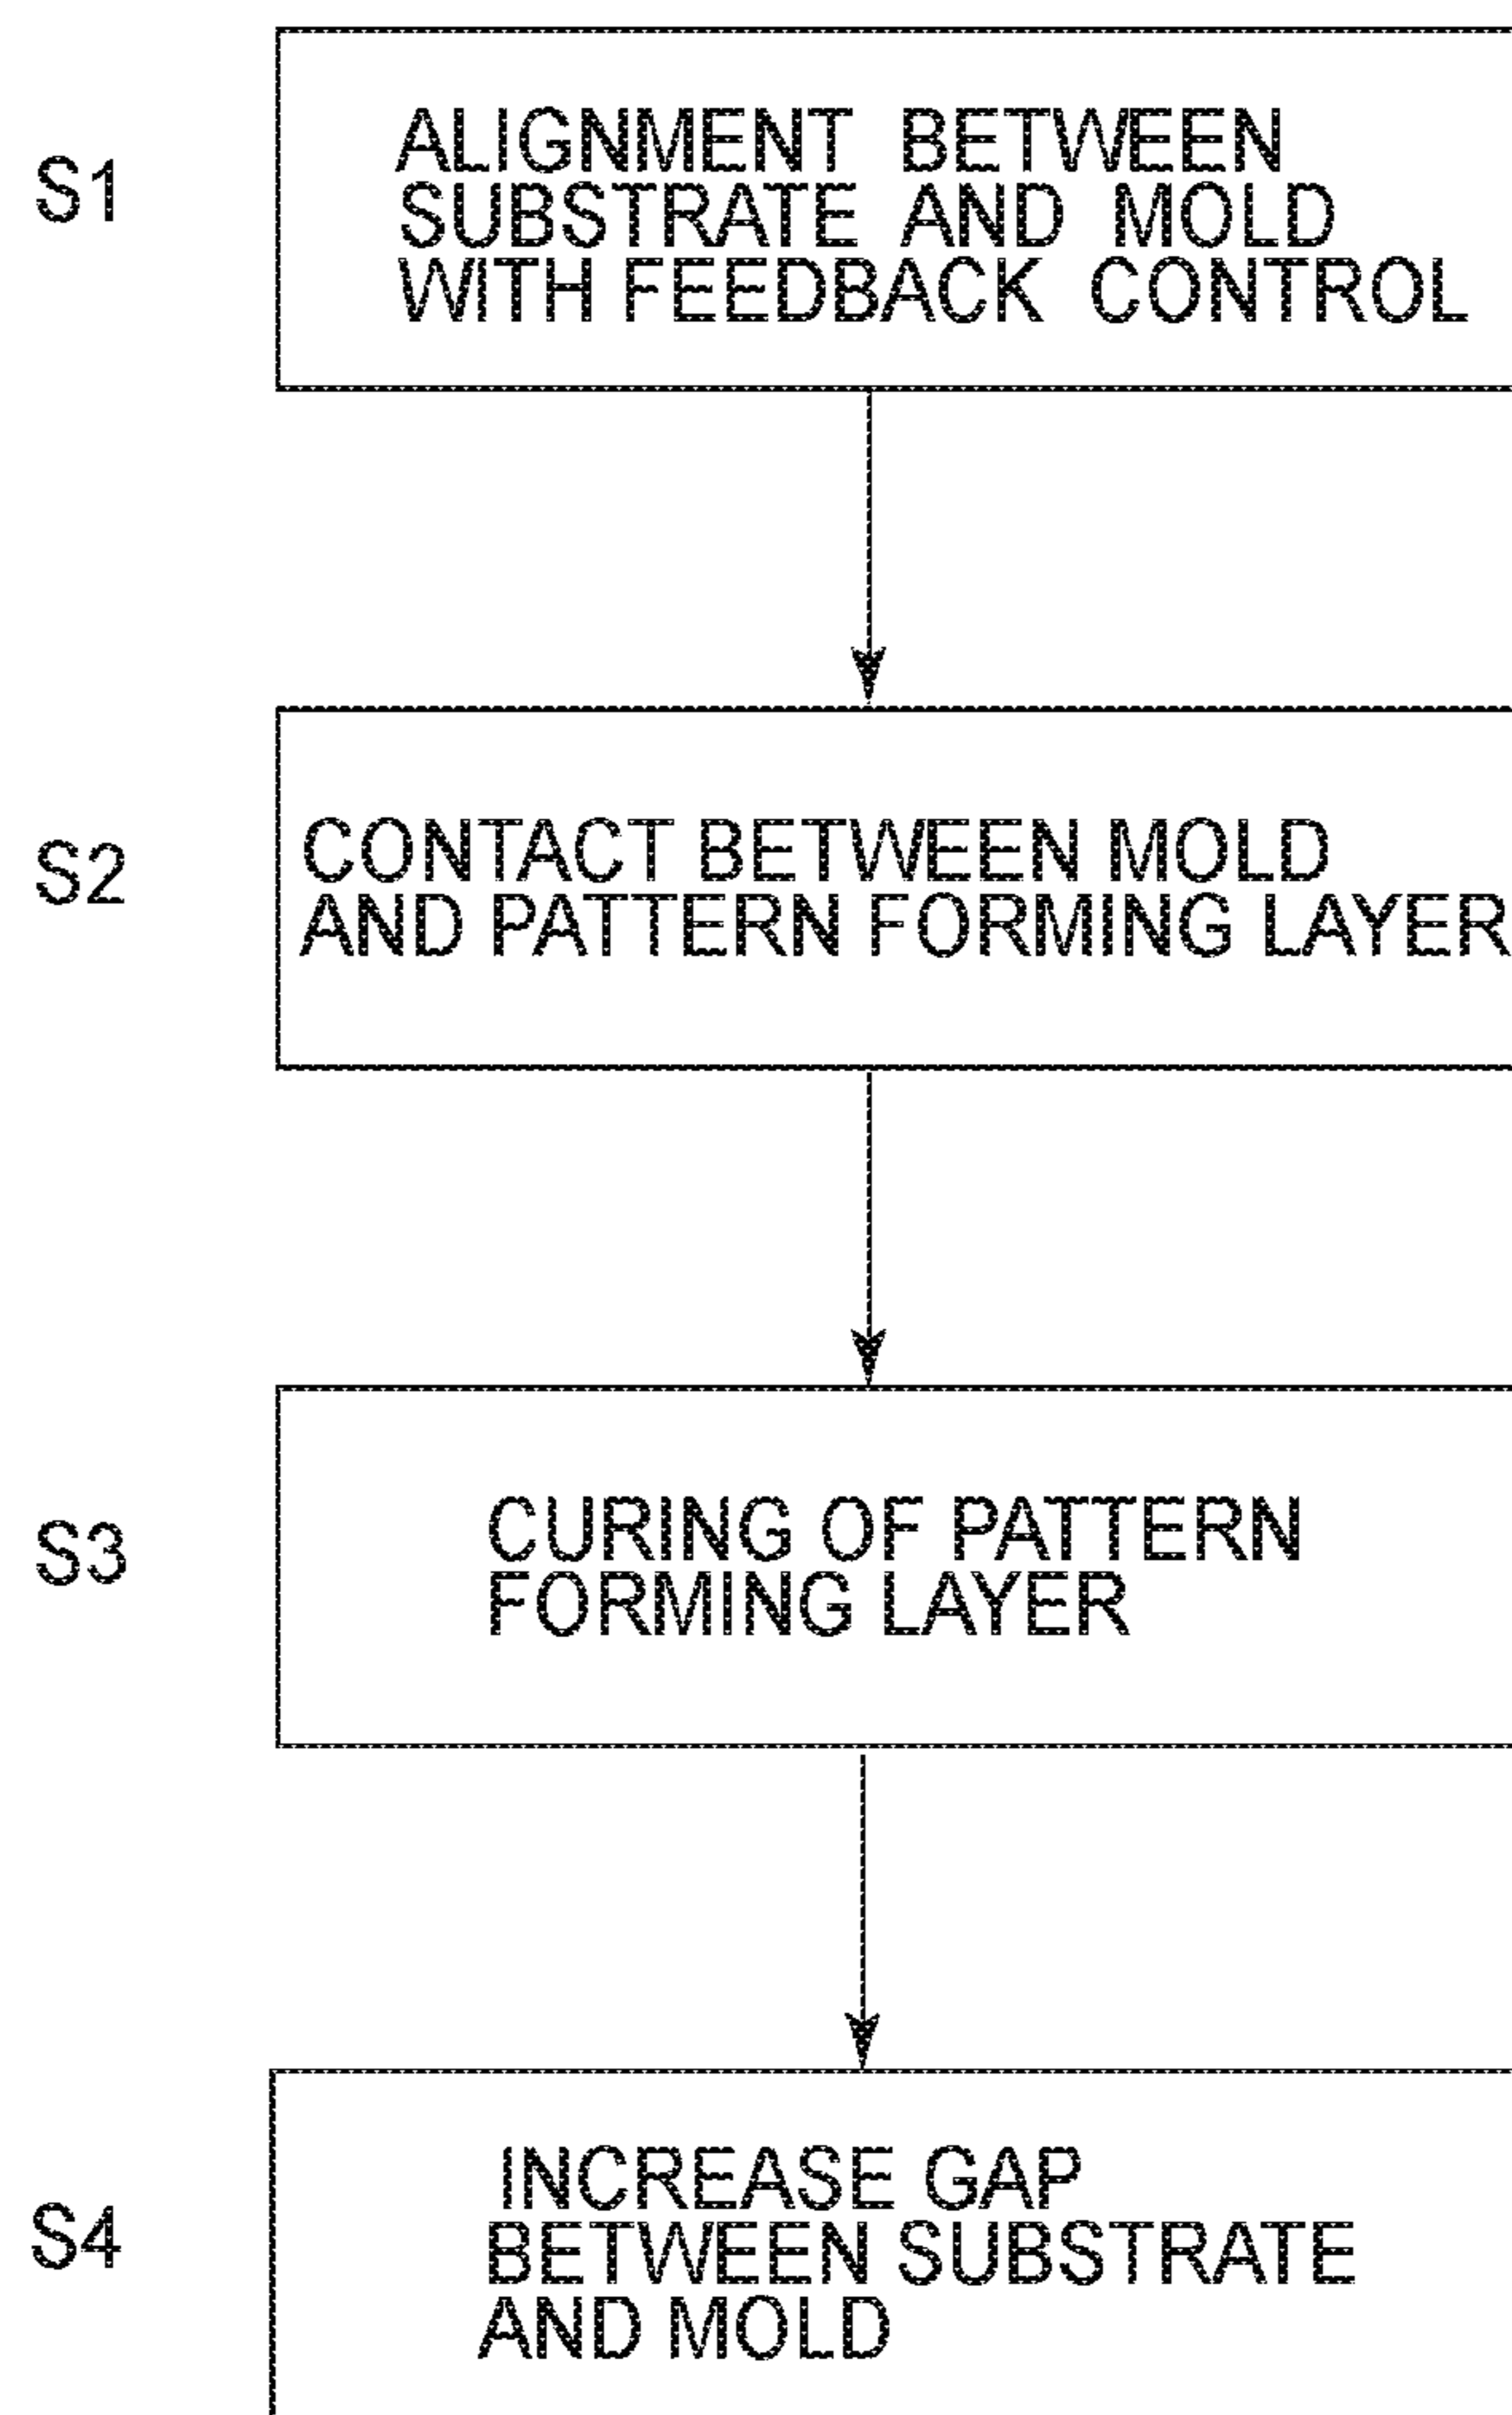 S1
ALIGNMENT BETWEEN
SUBSTRATE AND MOLD
WITH FEEDBACK CONTROL
S2
CONTACT BETWEEN MOLD
AND PATTERN FORMING LAYER
S3
CURING OF PATTERN
FORMING LAYER
S4
INCREASE GAP
BETWEEN SUBSTRATE
AND MOLD